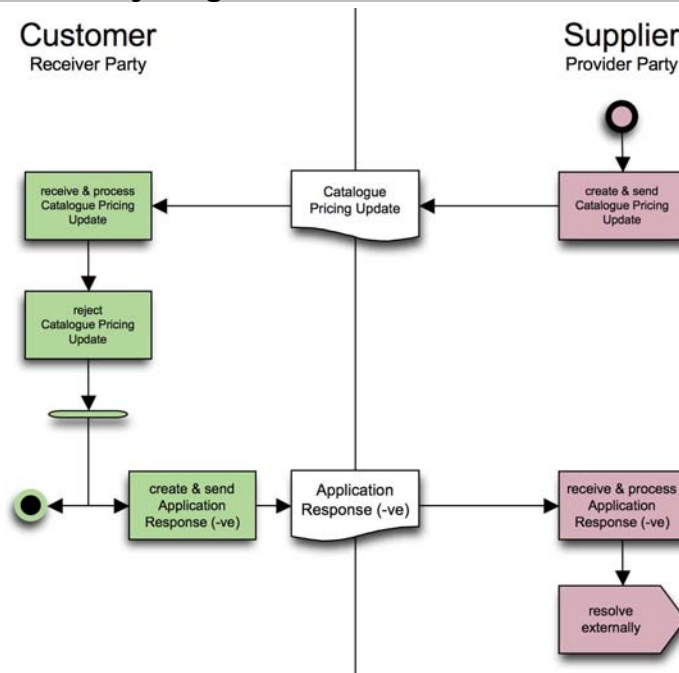 Customer
Receiver Party
Supplier
Provider Party
receive & process
Catalogue Pricing
Update
Catalogue
Pricing Update
create & send
Catalogue Pricing
Update
reject
Catalogue Pricing
Update
create & send
Application
Response (-ve)
Application
Response (-ve)
receive & process
Application
Response (-ve)
resolve
externally